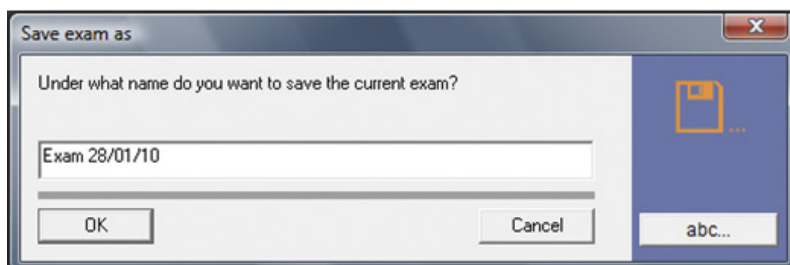 Save exam as
Under what name do you want to save the current exam?
Exam 28/01/10
OK
Cancel
abc...